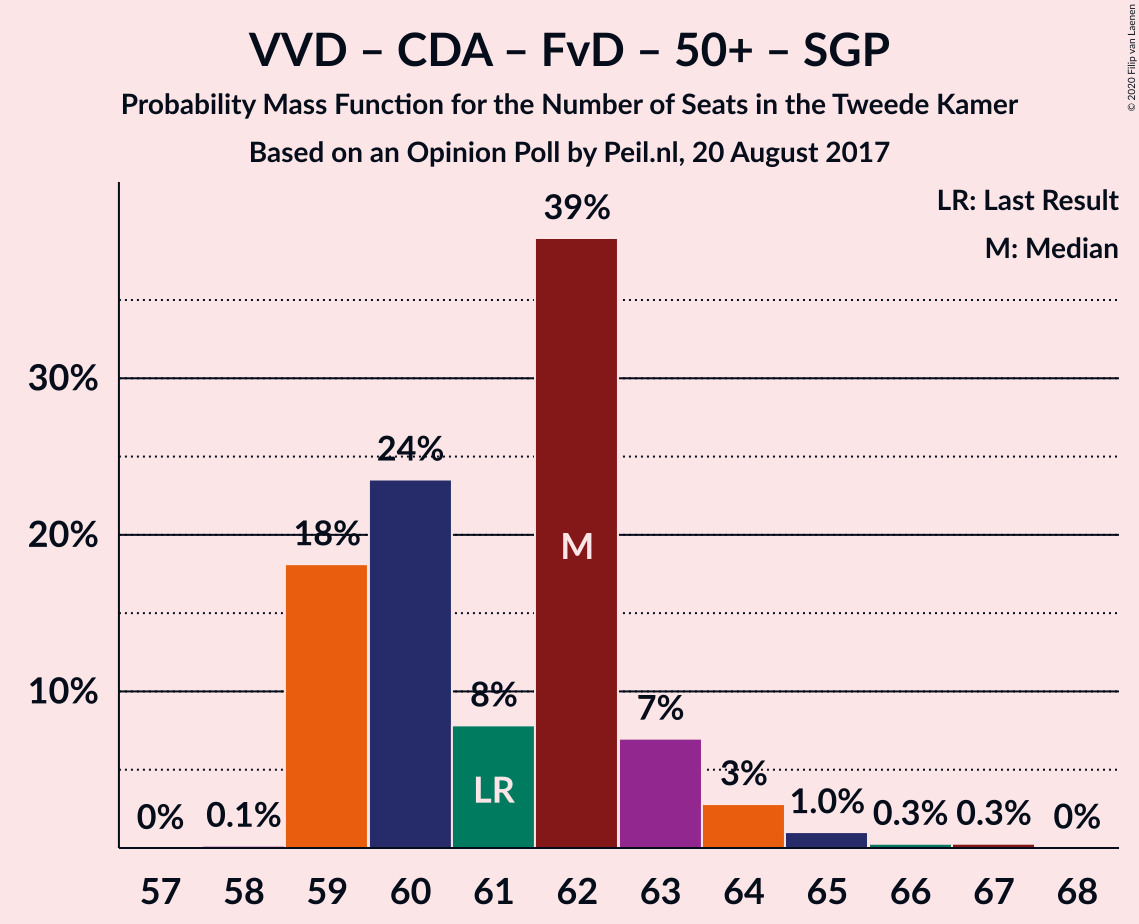 VVD – CDA – FvD – 50+ – SGP
Probability Mass Function for the Number of Seats in the Tweede Kamer
Based on an Opinion Poll by Peil.nl, 20 August 2017
© 2020 Filip van Laenen
LR: Last Result
M: Median
39%
30%
24%
20%
18%
M
10%
8%
7%
LR
3%
0%
0.1%
1.0%
0.3%
0.3%
0%
57 58 59 60 61 62 63 64 65 66 67 68